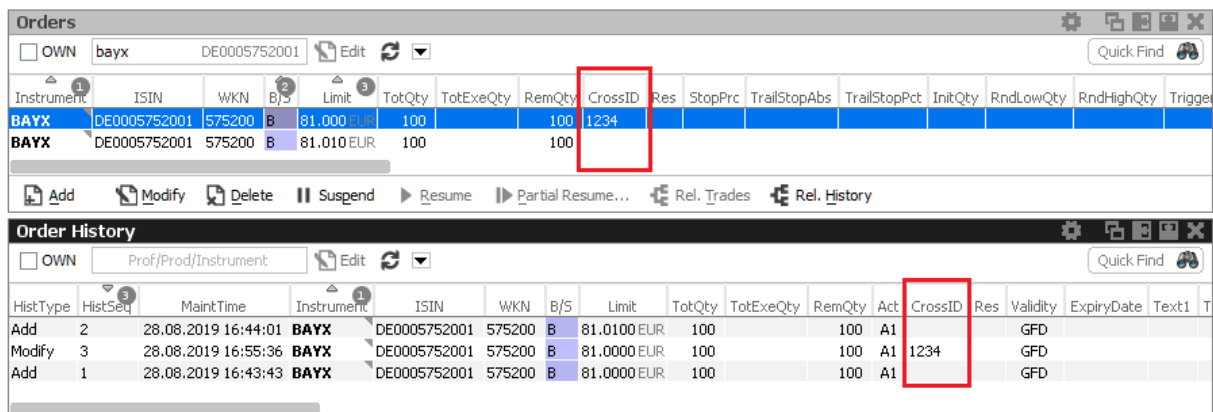 Orders
OWN bayx DE0005752001 Edit Quick Find
Instrument 1 ISIN WKN B/S 2 Limit 3 TotQty TotExeQty RemQty CrossID Res StopPrc TrailStopAbs TrailStopPct InitQty RndLowQty RndHighQty Trigger
BAYX DE0005752001 575200 B 81.000 EUR 100 100 1234
BAYX DE0005752001 575200 B 81.010 EUR 100 100
Add Modify Delete Suspend Resume Partial Resume... Rel. Trades Rel. History
Order History
OWN Prof/Prod/Instrument Edit Quick Find
HistType HistSeq 3 MaintTime Instrument 1 ISIN WKN B/S Limit TotQty TotExeQty RemQty Act CrossID Res Validity ExpiryDate Text1 T
Add 2 28.08.2019 16:44:01 BAYX DE0005752001 575200 B 81.0100 EUR 100 100 A1 GFD
Modify 3 28.08.2019 16:55:36 BAYX DE0005752001 575200 B 81.0000 EUR 100 100 A1 1234 GFD
Add 1 28.08.2019 16:43:43 BAYX DE0005752001 575200 B 81.0000 EUR 100 100 A1 GFD